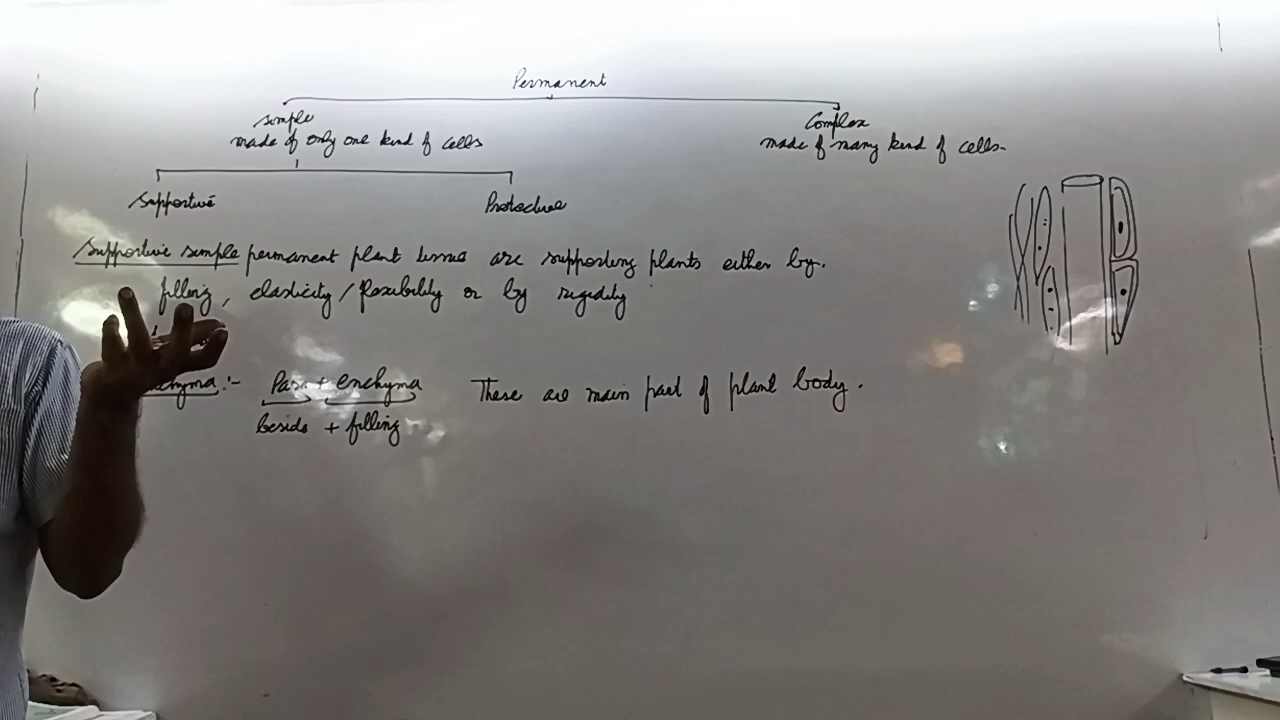 Permanent
Simple
made of only one kind of cells
Complex
made of many kind of cells.
Supportive
Protective
Supportive simple permanent plant tissue are supporting plants either by.
filling, elasticity/flexibility or by rigidity
chyma :- Par + enchyma These are main part of plant body.
beside + filling